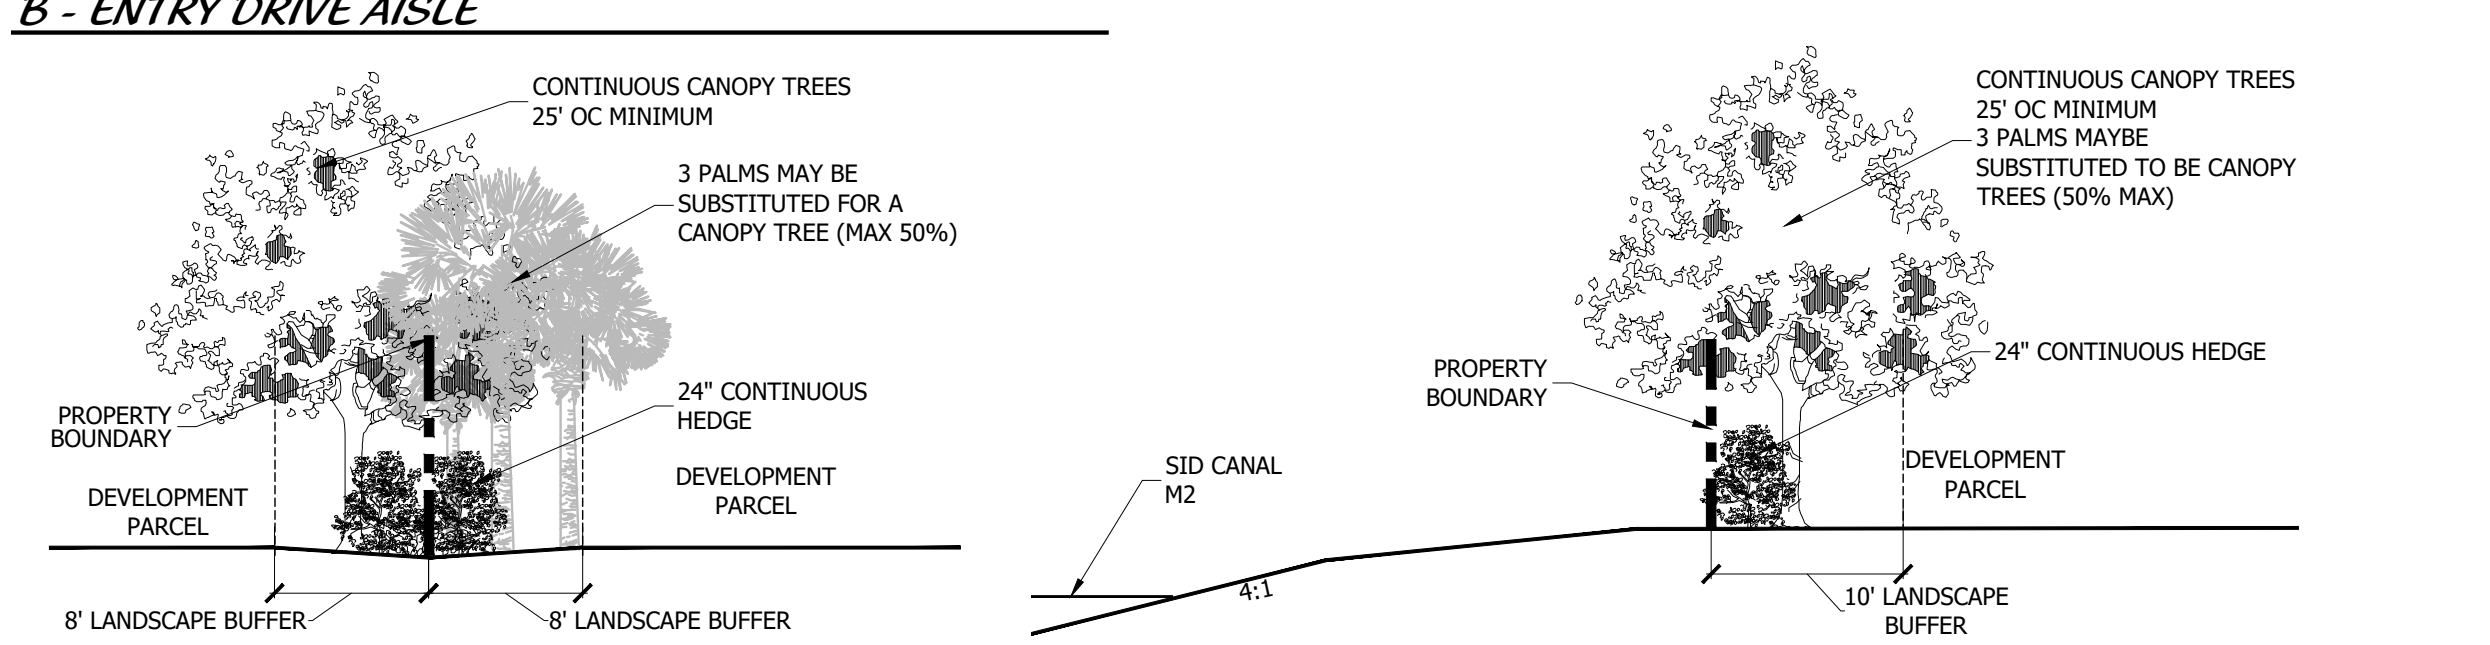 B - ENTRY DRIVE AISLE
CONTINUOUS CANOPY TREES
25' OC MINIMUM
3 PALMS MAY BE
SUBSTITUTED FOR A
CANOPY TREE (MAX 50%)
24" CONTINUOUS
HEDGE
PROPERTY
BOUNDARY
DEVELOPMENT
PARCEL
DEVELOPMENT
PARCEL
8' LANDSCAPE BUFFER
8' LANDSCAPE BUFFER
CONTINUOUS CANOPY TREES
25' OC MINIMUM
3 PALMS MAYBE
SUBSTITUTED TO BE CANOPY
TREES (50% MAX)
24" CONTINUOUS HEDGE
PROPERTY
BOUNDARY
SID CANAL
M2
DEVELOPMENT
PARCEL
4:1
10' LANDSCAPE
BUFFER